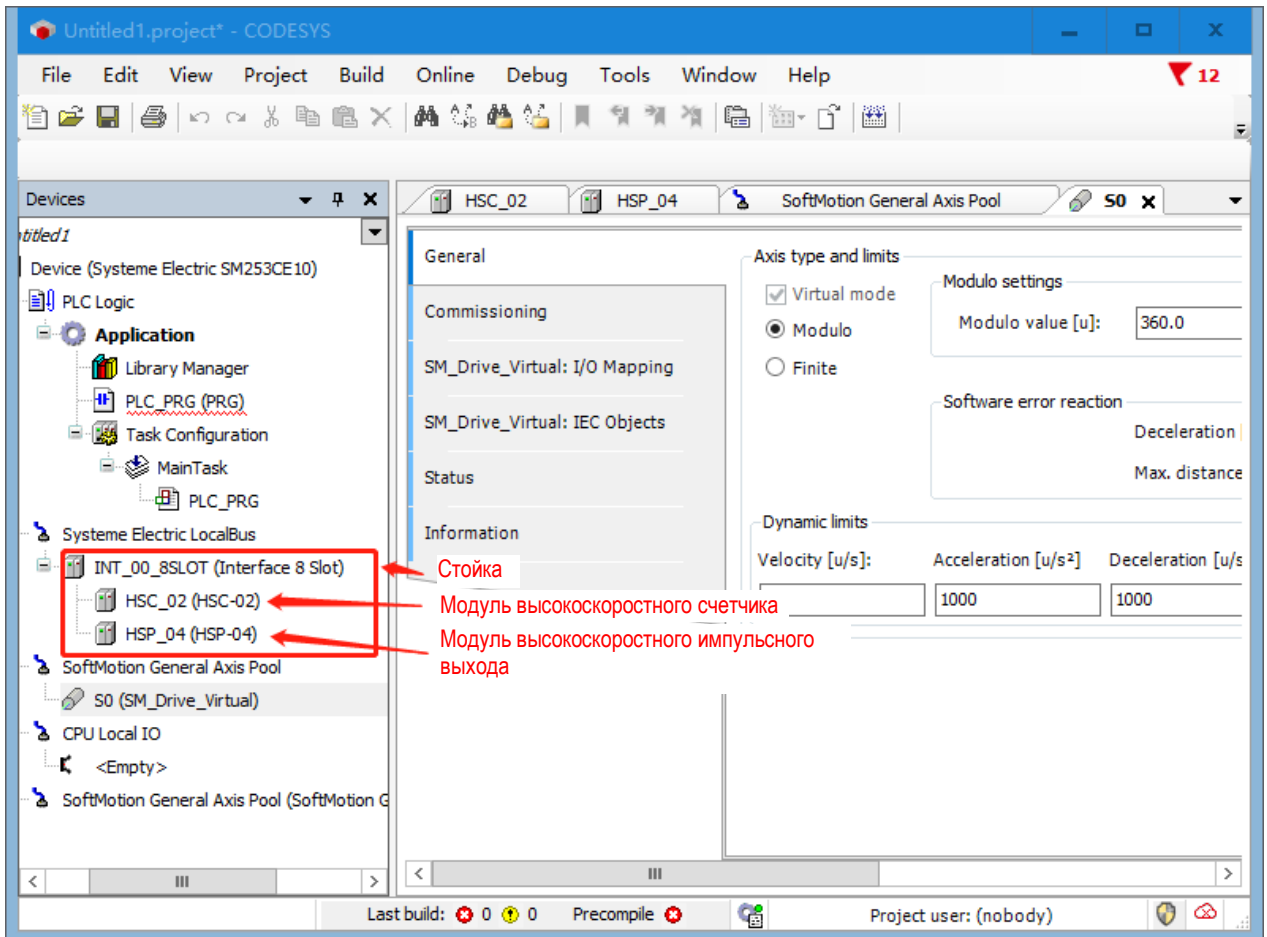 Untitled1.project* - CODESYS
File Edit View Project Build Online Debug Tools Window Help
12
Devices
HSC_02
HSP_04
SoftMotion General Axis Pool
S0
ntitled1
Device (Systeme Electric SM253CE10)
PLC Logic
Application
Library Manager
PLC_PRG (PRG)
Task Configuration
MainTask
PLC_PRG
Systeme Electric LocalBus
INT_00_8SLOT (Interface 8 Slot)
HSC_02 (HSC-02)
HSP_04 (HSP-04)
SoftMotion General Axis Pool
S0 (SM_Drive_Virtual)
CPU Local IO
<Empty>
SoftMotion General Axis Pool (SoftMotion G
General
Commissioning
SM_Drive_Virtual: I/O Mapping
SM_Drive_Virtual: IEC Objects
Status
Information
Axis type and limits
Virtual mode
Modulo
Finite
Modulo settings
Modulo value [u]: 360.0
Software error reaction
Deceleration
Max. distance
Dynamic limits
Velocity [u/s]: Acceleration [u/s²] Deceleration [u/s
1000 1000
Стойка
Модуль высокоскоростного счетчика
Модуль высокоскоростного импульсного
выхода
Last build: 0 0 Precompile Project user: (nobody)